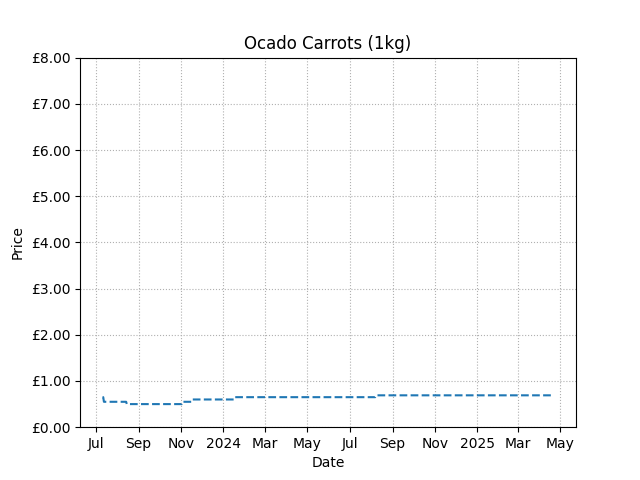 Ocado Carrots (1kg)
£8.00
£7.00
£6.00
£5.00
£4.00
£3.00
£2.00
£1.00
£0.00
Price
Jul Sep Nov 2024 Mar May Jul Sep Nov 2025 Mar May
Date